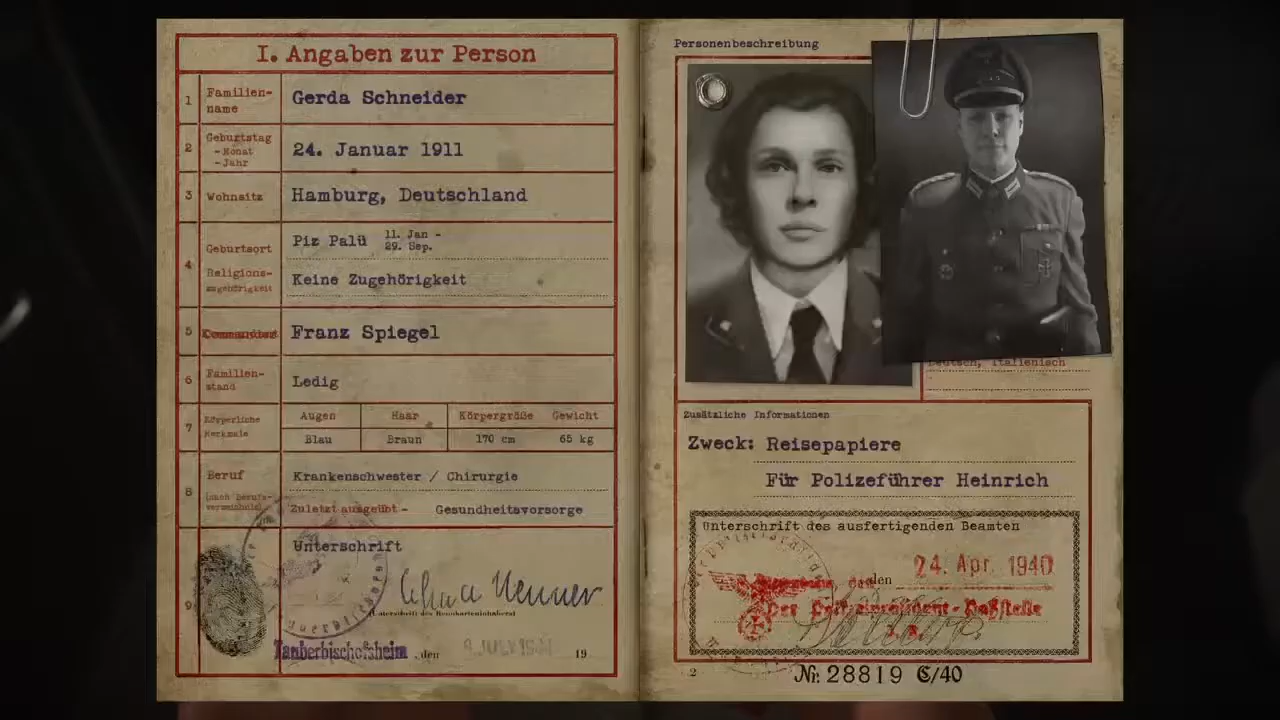 I. Angaben zur Person
1 Familien-
name
Gerda Schneider
2 Geburtstag
- Monat
- Jahr
24. Januar 1911
3 Wohnsitz Hamburg, Deutschland
4 Geburtsort
Piz Palü 11. Jan -
29. Sep.
Religions-
zugehörigkeit
Keine Zugehörigkeit
5 Franz Spiegel
6 Familien-
stand
Ledig
7 Körperliche
Merkmale
Augen Haar Körpergröße Gewicht
Blau Braun 170 cm 65 kg
8 Beruf
Krankenschwester / Chirurgie
Zuletzt ausgeübt - Gesundheitsvorsorge
9
Unterschrift
Tauberbischofsheim, den 19
Personenbeschreibung
Deutsch, Italienisch
Zusätzliche Informationen
Zweck: Reisepapiere
Für Polizeführer Heinrich
Unterschrift des ausfertigenden Beamten
den 24. Apr. 1940
2
№ 28819 C/40